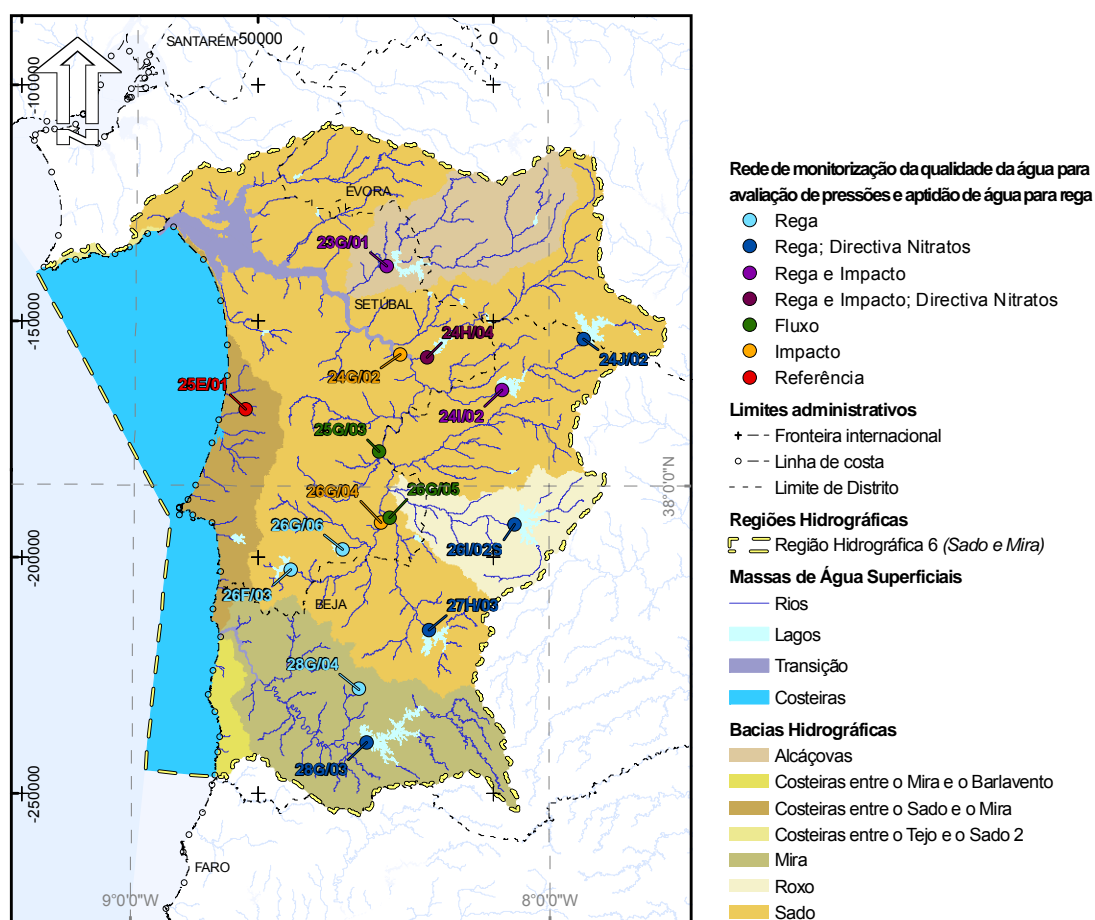 SANTARÉM
-50000
0
-100000
N
ÉVORA
23G/01
SETÚBAL
-150000
24H/04
24J/02
24G/02
25E/01
24I/02
25G/03
38°0'0"N
26G/04
26G/05
26G/06
26I/02S
-200000
26F/03
BEJA
27H/03
28G/04
28G/03
-250000
FARO
9°0'0"W
8°0'0"W
Rede de monitorização da qualidade da água para
avaliação de pressões e aptidão de água para rega
Rega
Rega; Directiva Nitratos
Rega e Impacto
Rega e Impacto; Directiva Nitratos
Fluxo
Impacto
Referência
Limites administrativos
Fronteira internacional
Linha de costa
Limite de Distrito
Regiões Hidrográficas
Região Hidrográfica 6 (Sado e Mira)
Massas de Água Superficiais
Rios
Lagos
Transição
Costeiras
Bacias Hidrográficas
Alcáçovas
Costeiras entre o Mira e o Barlavento
Costeiras entre o Sado e o Mira
Costeiras entre o Tejo e o Sado 2
Mira
Roxo
Sado